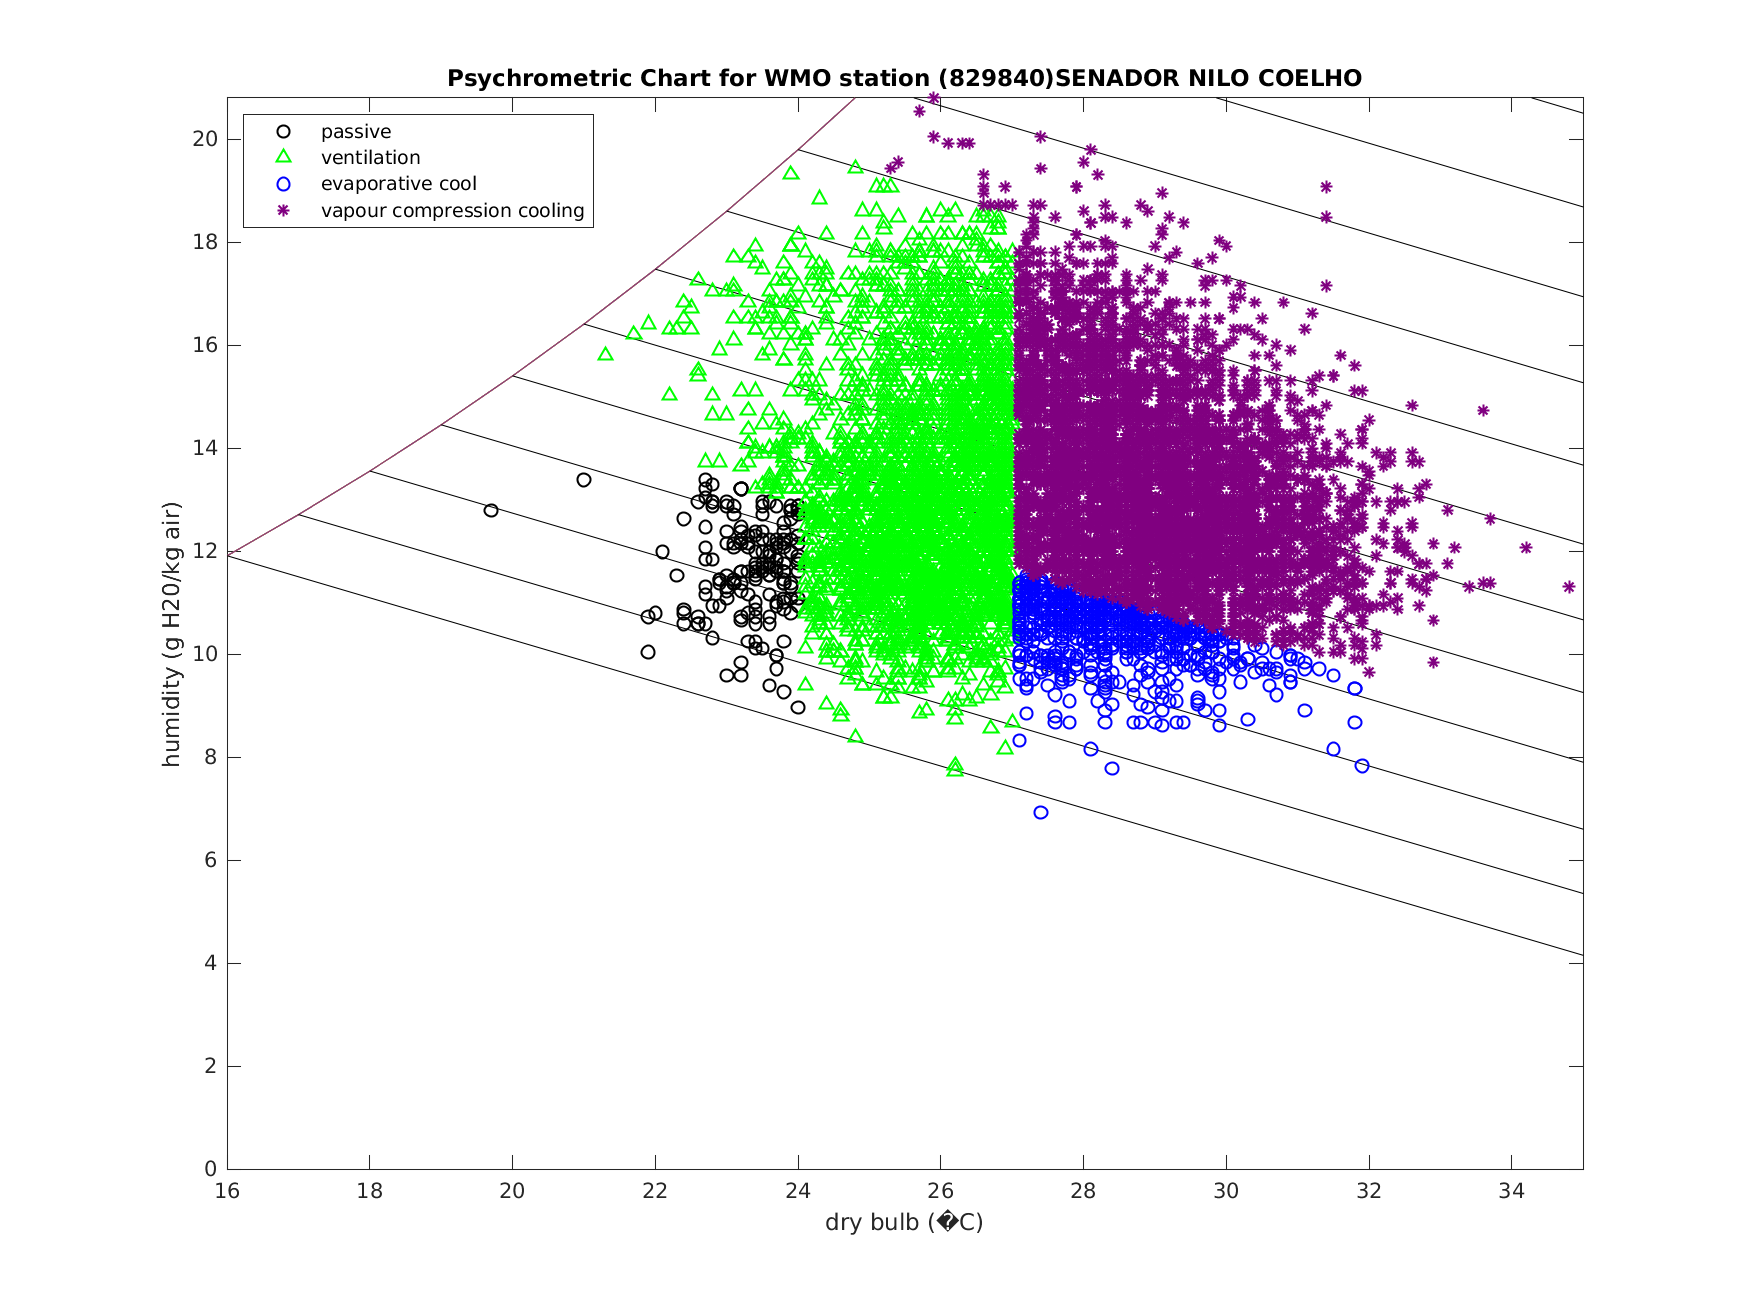 Psychrometric Chart for WMO station (829840)SENADOR NILO COELHO
passive
ventilation
evaporative cool
vapour compression cooling
humidity (g H20/kg air)
20
18
16
14
12
10
8
6
4
2
0
16 18 20 22 24 26 28 30 32 34
dry bulb (�C)